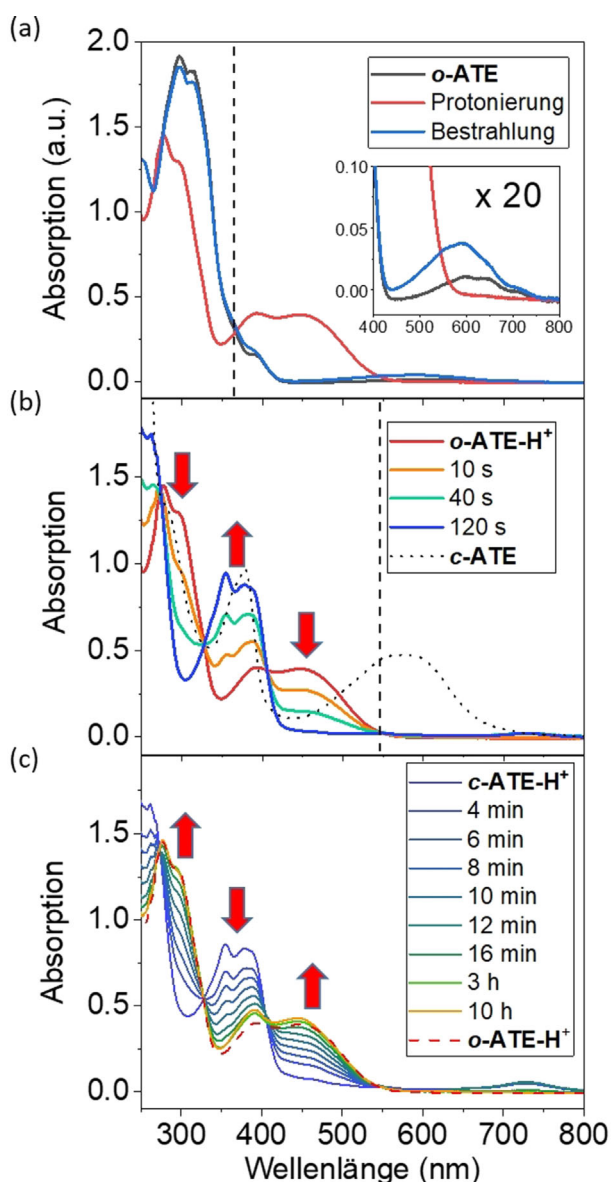 (a)
2.0
1.5
1.0
0.5
0.0
Absorption (a.u.)
o-ATE
Protonierung
Bestrahlung
x 20
0.10
0.05
0.00
400 500 600 700 800
(b)
1.5
1.0
0.5
0.0
Absorption
o-ATE-H⁺
10 s
40 s
120 s
c-ATE
(c)
1.5
1.0
0.5
0.0
Absorption
c-ATE-H⁺
4 min
6 min
8 min
10 min
12 min
16 min
3 h
10 h
o-ATE-H⁺
300 400 500 600 700 800
Wellenlänge (nm)